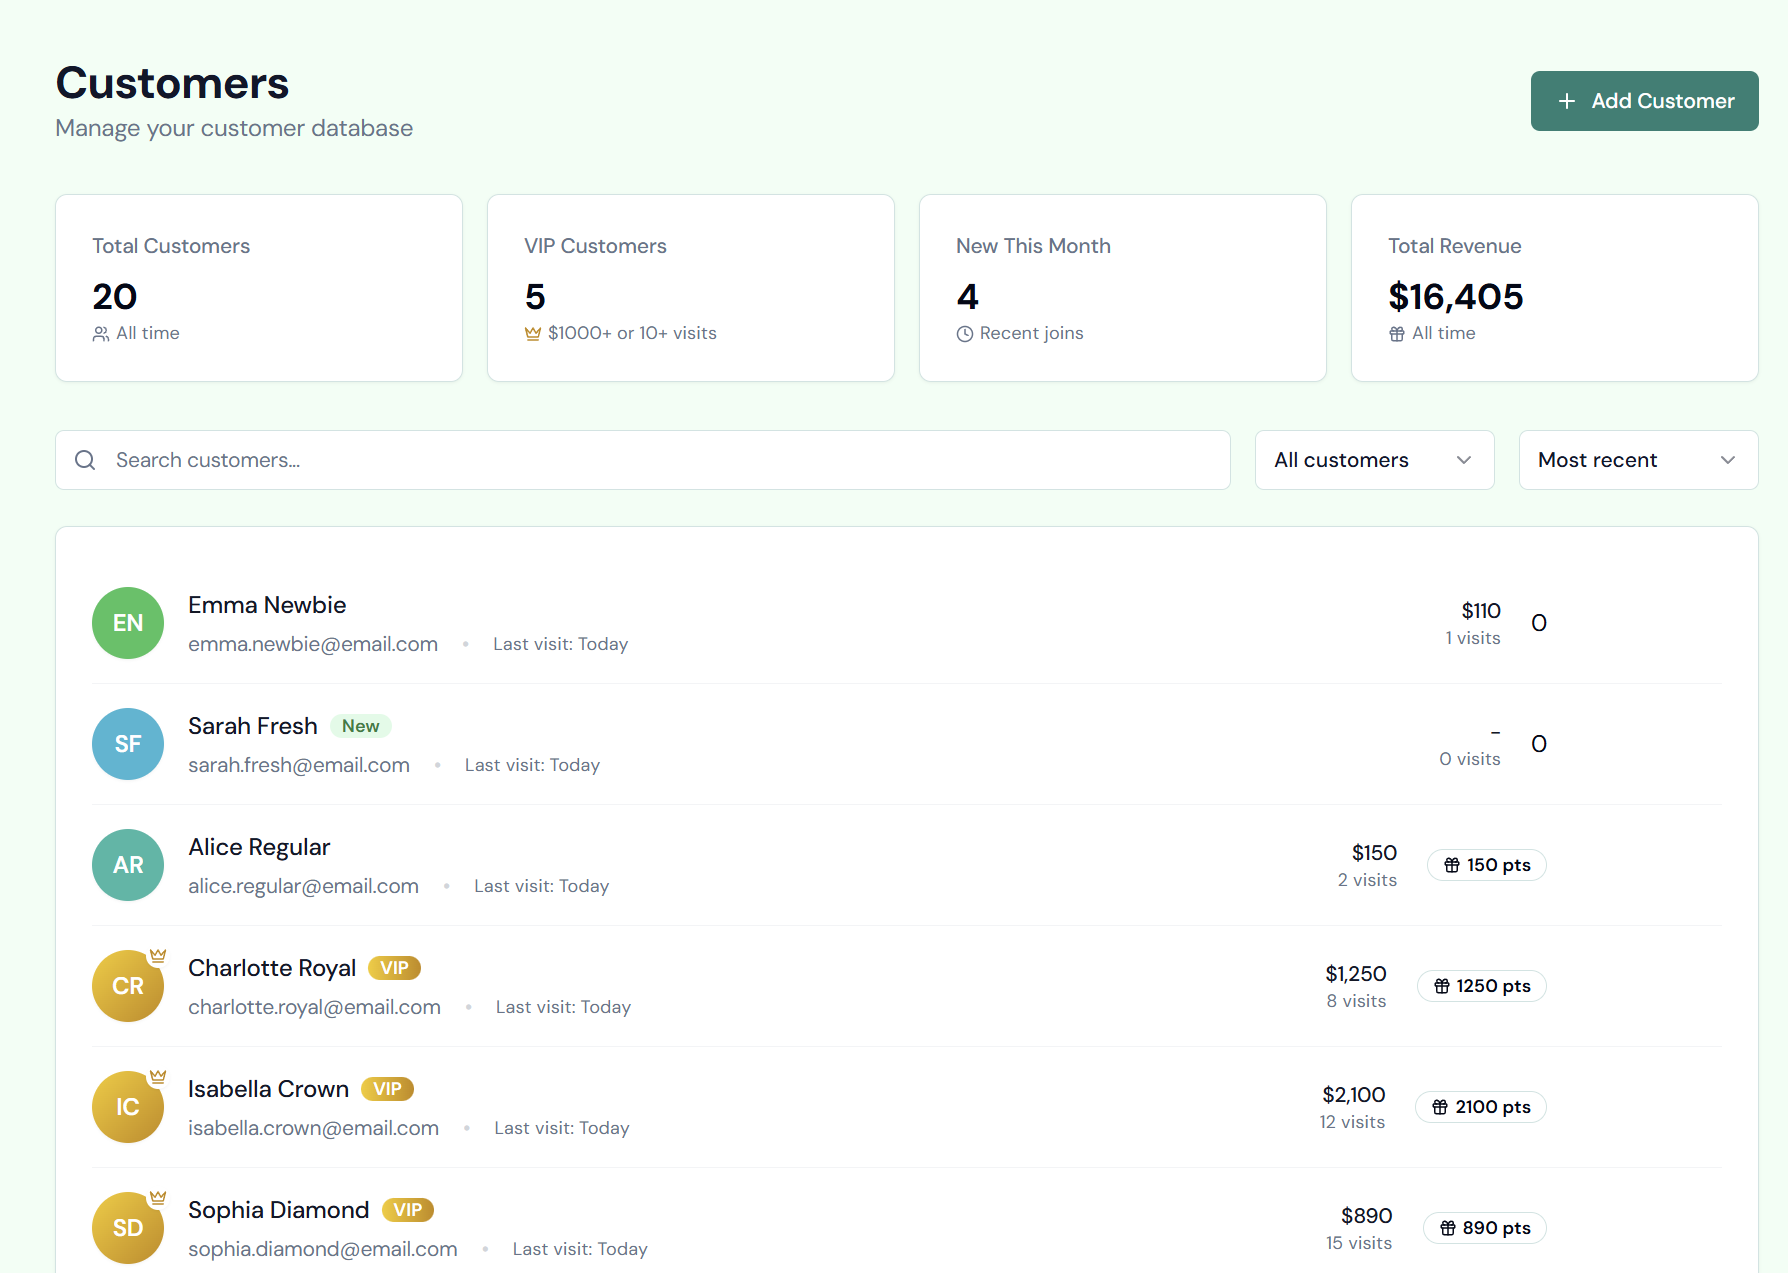 Customers
Manage your customer database
Add Customer
Total Customers
20
All time
VIP Customers
5
$1000+ or 10+ visits
New This Month
4
Recent joins
Total Revenue
$16,405
All time
Search customers...
All customers
Most recent
EN
Emma Newbie
emma.newbie@email.com • Last visit: Today
$110
1 visits
0
SF
Sarah Fresh New
sarah.fresh@email.com • Last visit: Today
-
0 visits
0
AR
Alice Regular
alice.regular@email.com • Last visit: Today
$150
2 visits
150 pts
CR
Charlotte Royal VIP
charlotte.royal@email.com • Last visit: Today
$1,250
8 visits
1250 pts
IC
Isabella Crown VIP
isabella.crown@email.com • Last visit: Today
$2,100
12 visits
2100 pts
SD
Sophia Diamond VIP
sophia.diamond@email.com • Last visit: Today
$890
15 visits
890 pts